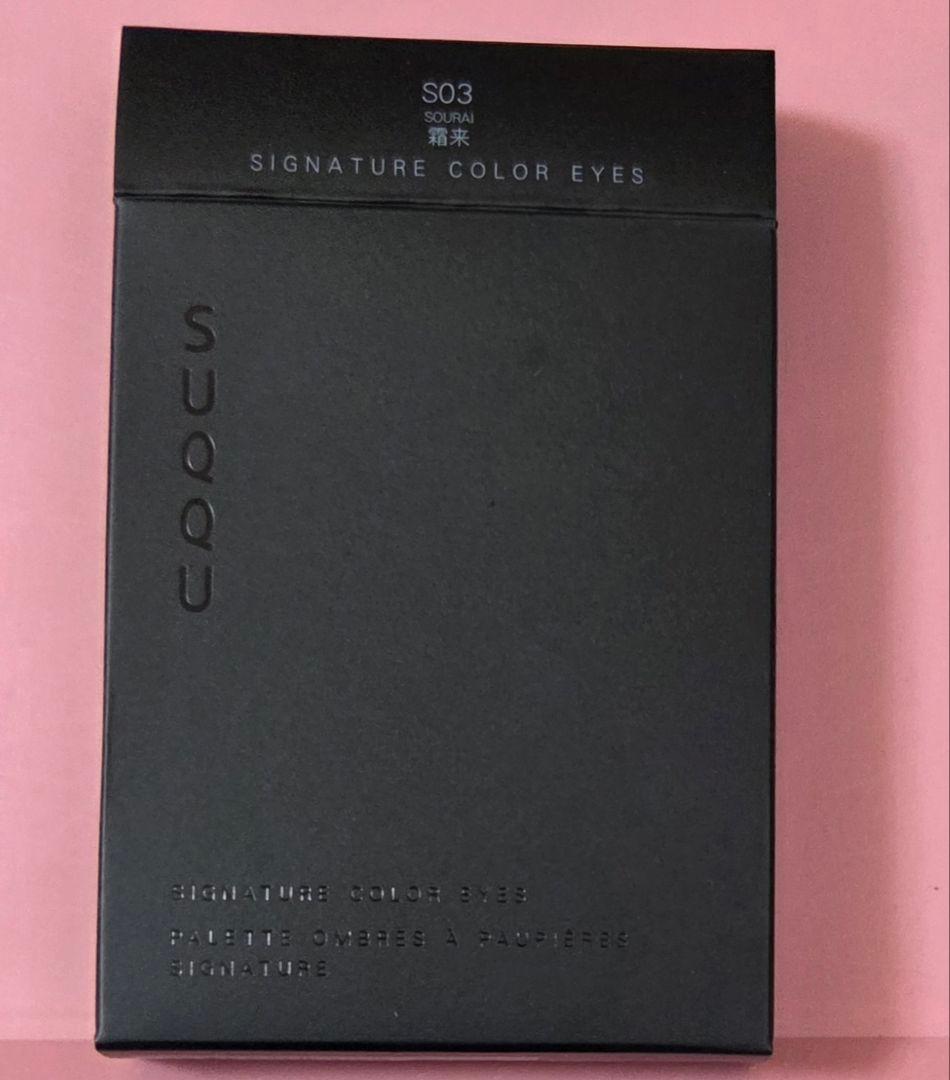 S03
SOURAI
霜来
SIGNATURE COLOR EYES
SUQQU
SIGNATURE COLOR EYES
PALETTE OMBRES À PAUPIÈRES
SIGNATURE